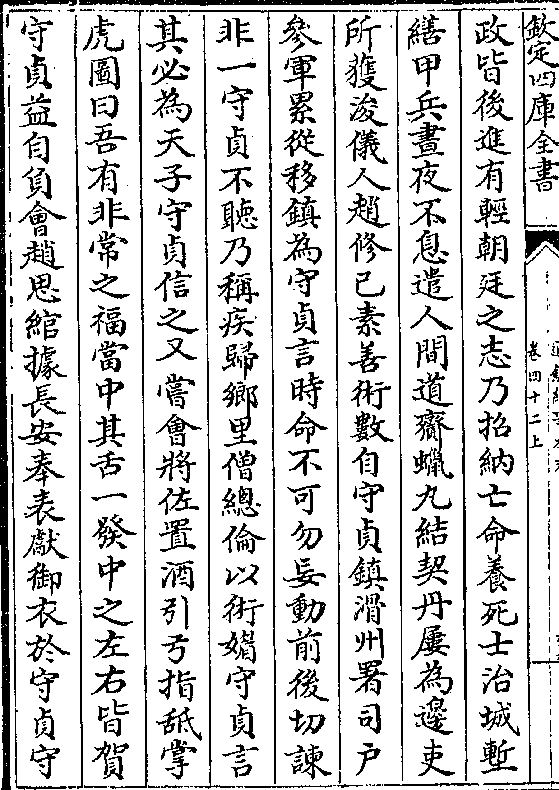 欽定四庫全書
卷四十二上
政皆後進有輕朝廷之志乃招納亡命養死士治城塹
繕甲兵晝夜不息遣人間道齎蠟丸結契丹屢為邊吏
所獲浚儀人趙修已素善術數自守貞鎮滑州署司戶
參軍累從移鎮為守貞言時命不可勿妄動前後切諫
非一守貞不聽乃稱疾歸鄉里僧總倫以術媚守貞言
其必為天子守貞信之又嘗會將佐置酒引弓指舐掌
虎圖曰吾有非常之福當中其舌一發中之左右皆賀
守貞益自負會趙思綰據長安奉表獻御衣於守貞守